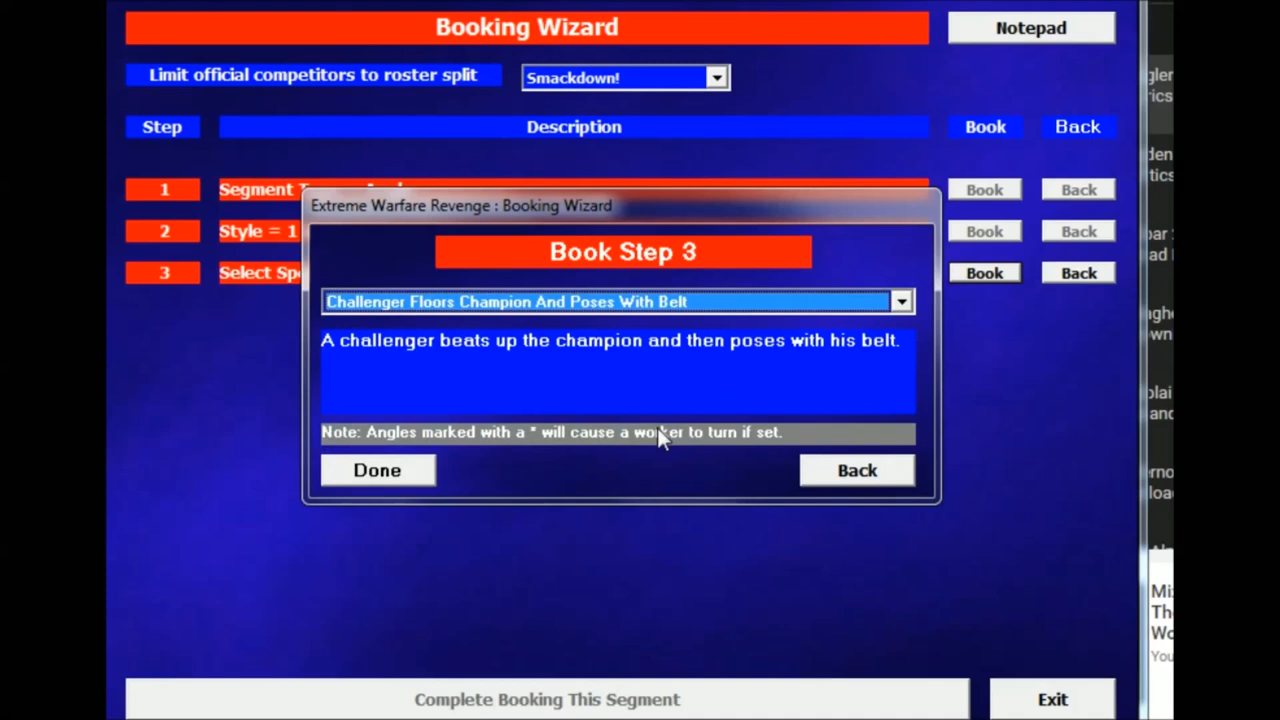 Booking Wizard
Notepad
Limit official competitors to roster split
Smackdown!
Step Description Book Back
1 Segment Book Back
2 Style = 1 Book Back
3 Select Book Back
Extreme Warfare Revenge : Booking Wizard
Book Step 3
Challenger Floors Champion And Poses With Belt
A challenger beats up the champion and then poses with his belt.
Note: Angles marked with a * will cause a worker to turn if set.
Done Back
Complete Booking This Segment
Exit